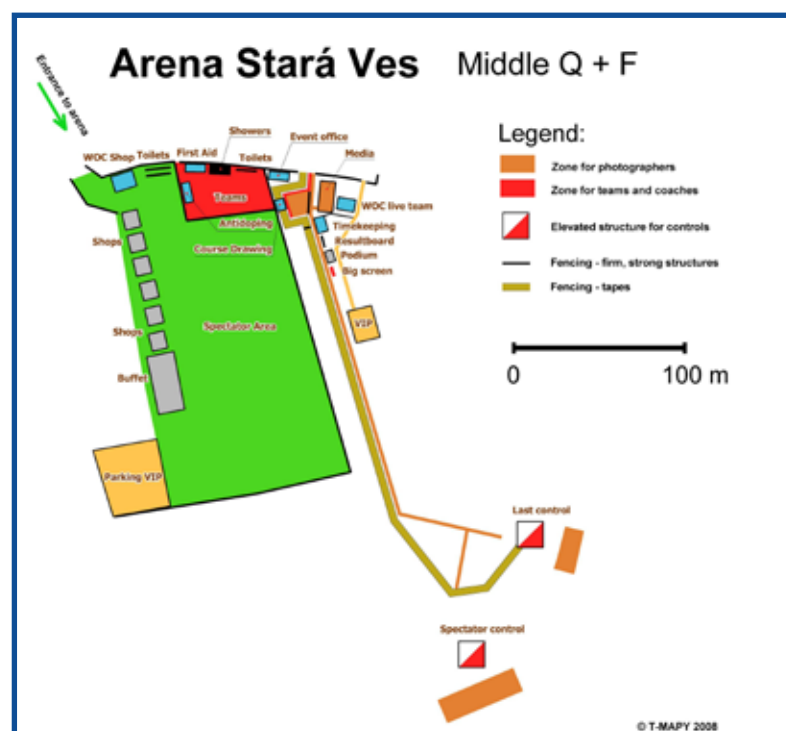 Arena Stará Ves Middle Q + F
Entrance to arena
Showers
Event office
WOC Shop
Toilets
First Aid
Toilets
Media
Teams
WOC live team
Antidoping
Timekeeping
Course Drawing
Resultboard
Podium
Big screen
Shops
Spectator Area
VIP
Shops
Buffet
Parking VIP
Last control
Spectator control
Legend:
Zone for photographers
Zone for teams and coaches
Elevated structure for controls
Fencing - firm, strong structures
Fencing - tapes
0 100 m
© T-MAPY 2008